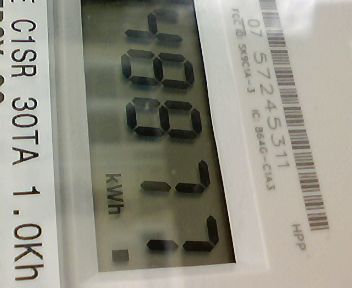 HPP
07 57245311
FCC ID: SK9C1A-3 IC: 864G-C1A3
48877
kWh
E C1SR 30TA 1.0Kh